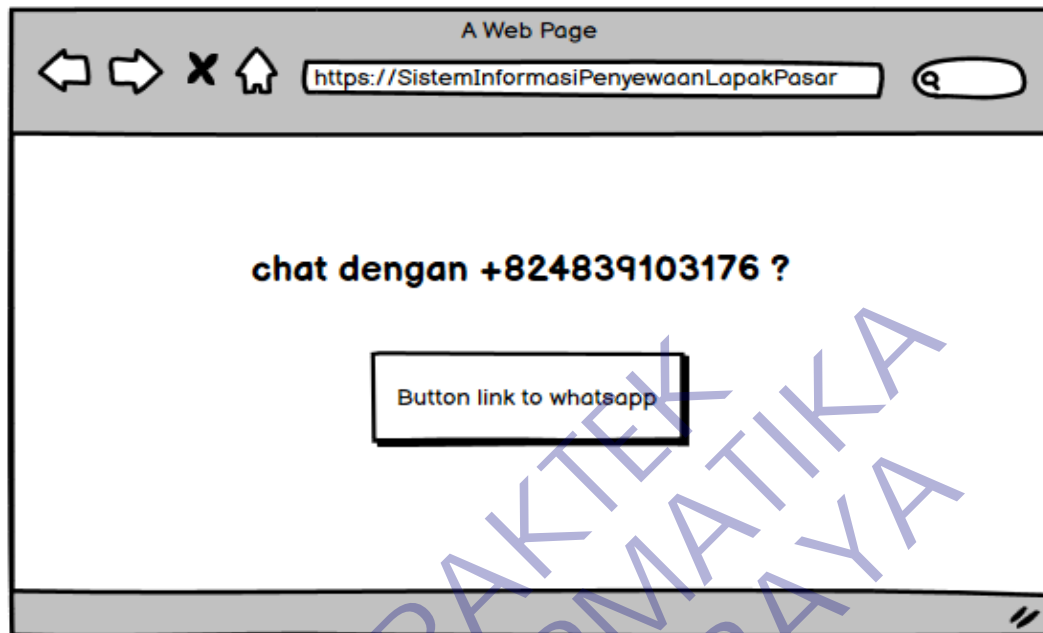 A Web Page
https://SistemInformasiPenyewaanLapakPasar
chat dengan +824839103176 ?
Button link to whatsapp